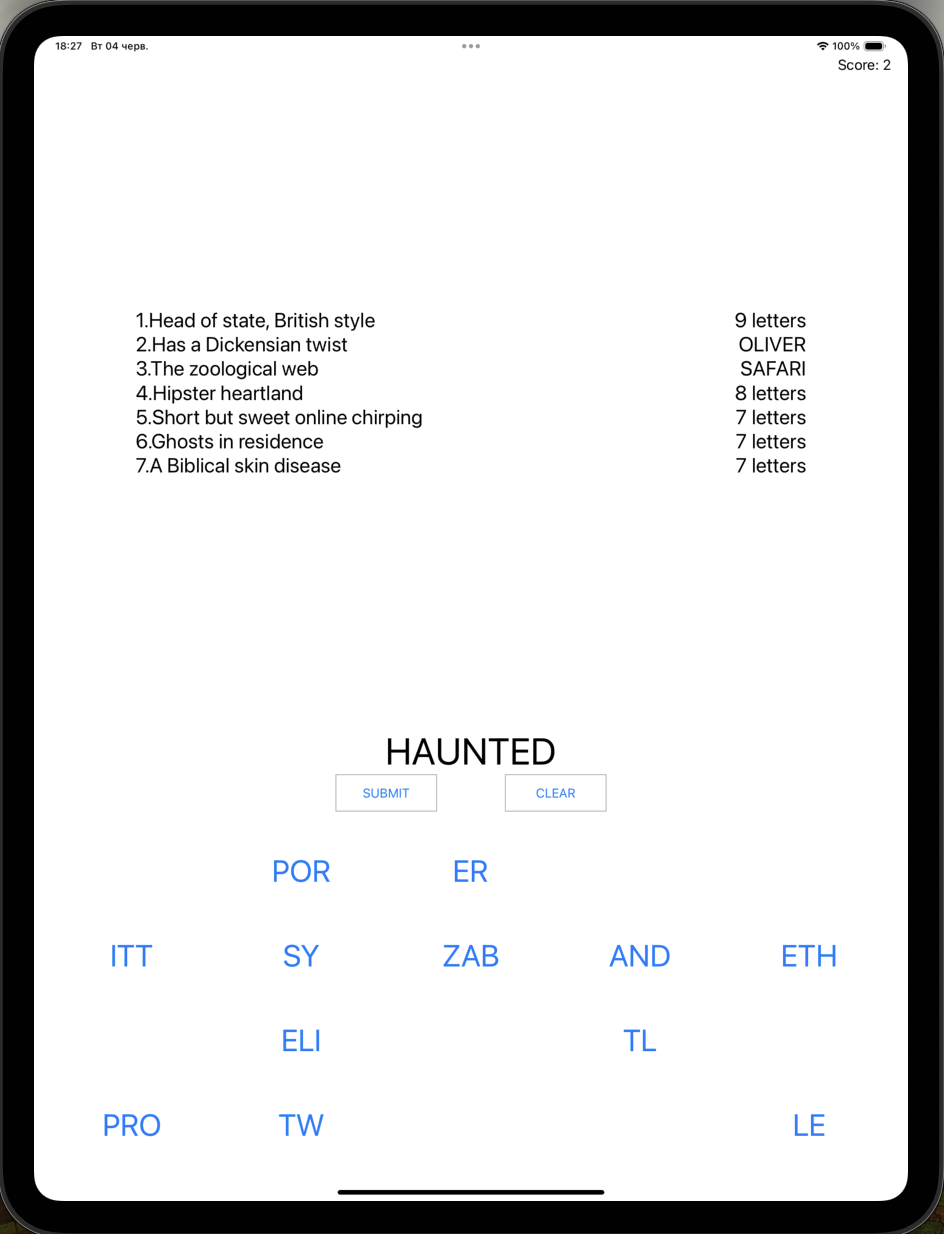 18:27 Вт 04 черв. 100%
Score: 2
1.Head of state, British style 9 letters
2.Has a Dickensian twist OLIVER
3.The zoological web SAFARI
4.Hipster heartland 8 letters
5.Short but sweet online chirping 7 letters
6.Ghosts in residence 7 letters
7.A Biblical skin disease 7 letters
HAUNTED
SUBMIT CLEAR
POR ER
ITT SY ZAB AND ETH
ELI TL
PRO TW LE